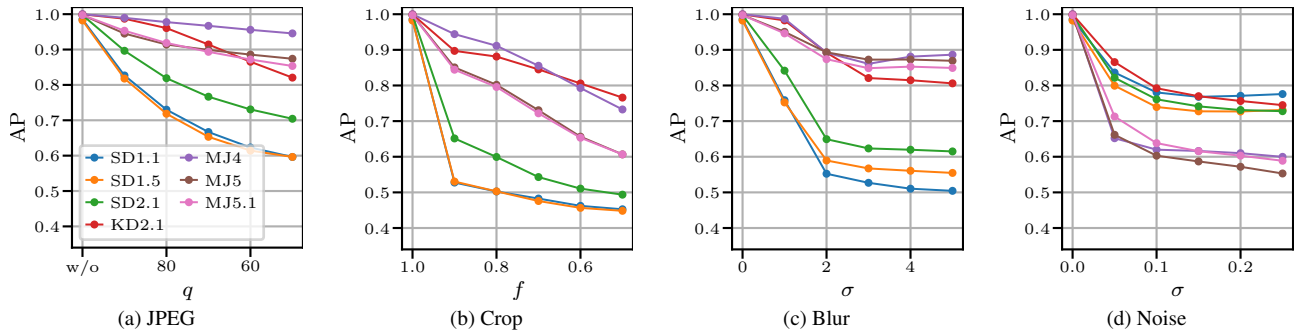 1.0
0.9
0.8
0.7
0.6
0.5
0.4
AP
SD1.1
SD1.5
SD2.1
KD2.1
MJ4
MJ5
MJ5.1
w/o 80 60
q
(a) JPEG
1.0
0.9
0.8
0.7
0.6
0.5
0.4
AP
1.0 0.8 0.6
f
(b) Crop
1.0
0.9
0.8
0.7
0.6
0.5
0.4
AP
0 2 4
σ
(c) Blur
1.0
0.9
0.8
0.7
0.6
0.5
0.4
AP
0.0 0.1 0.2
σ
(d) Noise